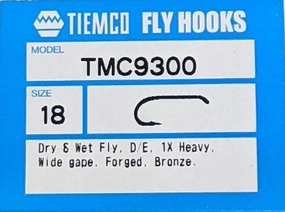 TIEMCO FLY HOOKS
MODEL
TMC9300
SIZE
18
Dry & Wet Fly, D/E, 1X Heavy,
Wide gape, Forged, Bronze.